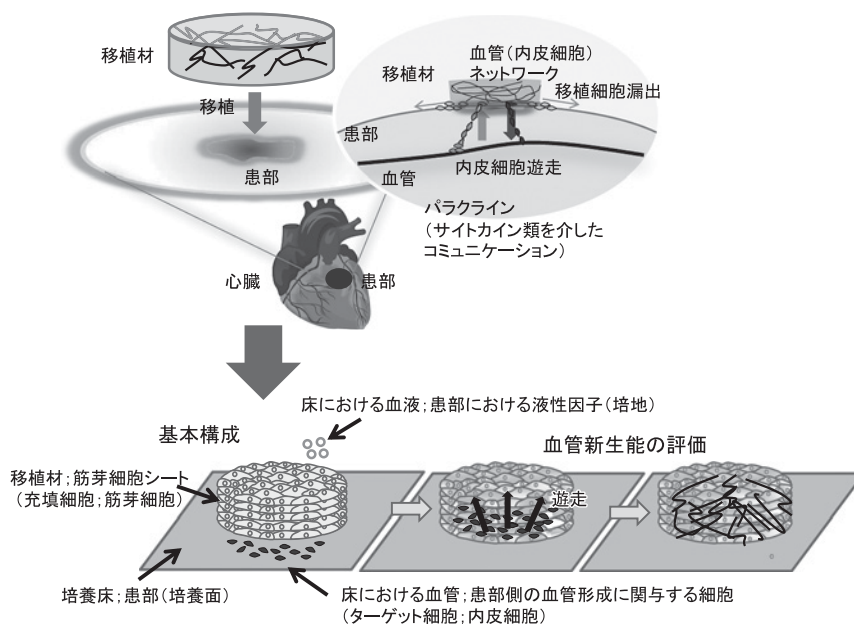 移植材
移植
患部
血管(内皮細胞)
ネットワーク
移植材
移植細胞漏出
患部
内皮細胞遊走
血管
パラクライン
(サイトカイン類を介した
コミュニケーション)
心臓
患部
床における血液;患部における液性因子(培地)
基本構成
血管新生能の評価
移植材;筋芽細胞シート
(充填細胞;筋芽細胞)
遊走
培養床;患部(培養面)
床における血管;患部側の血管形成に関与する細胞
(ターゲット細胞;内皮細胞)